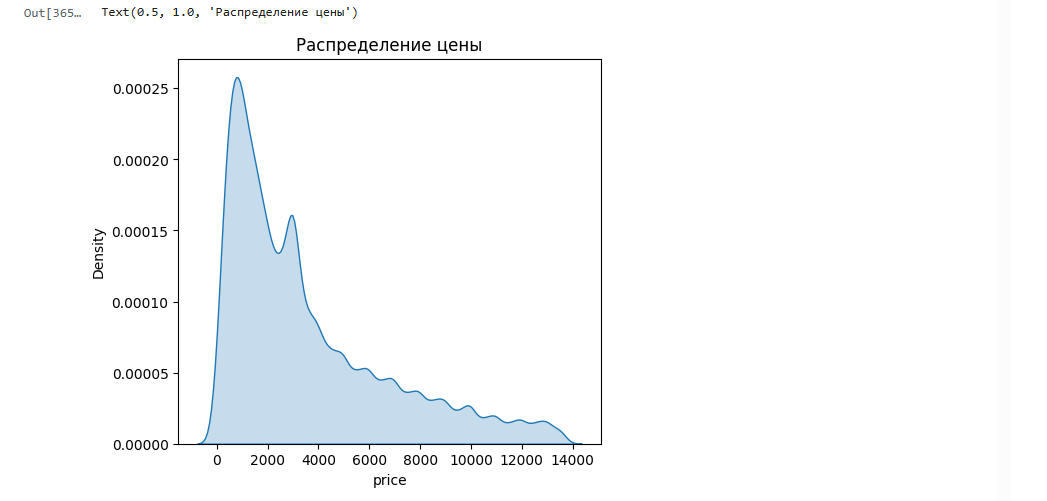 Out[365...
Text(0.5, 1.0, 'Распределение цены')
Распределение цены
0.00025
0.00020
0.00015
0.00010
0.00005
0.00000
Density
0 2000 4000 6000 8000 10000 12000 14000
price